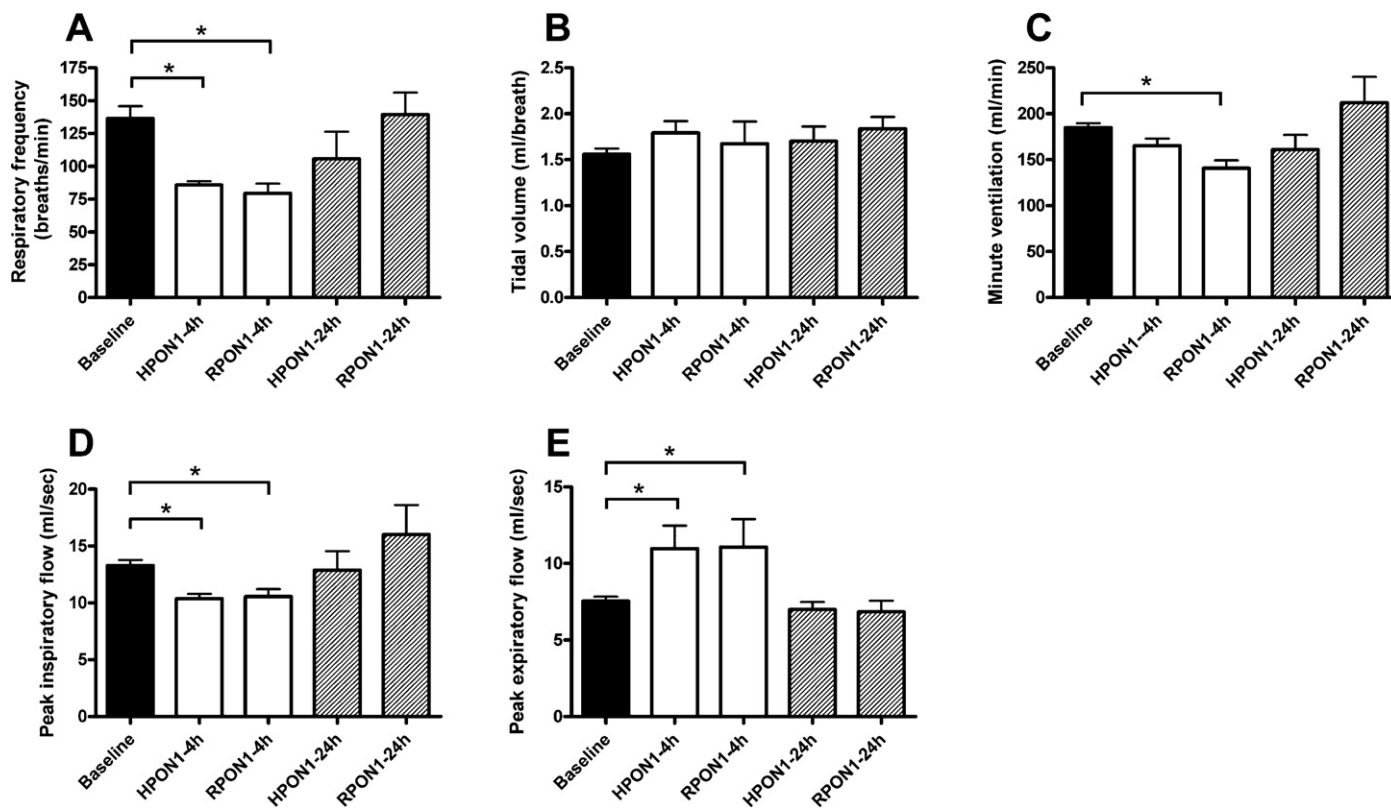 A
Respiratory frequency
(breaths/min)
175
150
125
100
75
50
25
0
*
*
Baseline
HPON1-4h
RPON1-4h
HPON1-24h
RPON1-24h
B
Tidal volume (ml/breath)
2.5
2.0
1.5
1.0
0.5
0.0
Baseline
HPON1-4h
RPON1-4h
HPON1-24h
RPON1-24h
C
Minute ventilation (ml/min)
250
200
150
100
50
0
*
Baseline
HPON1--4h
RPON1-4h
HPON1-24h
RPON1-24h
D
Peak inspiratory flow (ml/sec)
20
15
10
5
0
*
*
Baseline
HPON1-4h
RPON1-4h
HPON1-24h
RPON1-24h
E
Peak expiratory flow (ml/sec)
15
10
5
0
*
*
Baseline
HPON1-4h
RPON1-4h
HPON1-24h
RPON1-24h